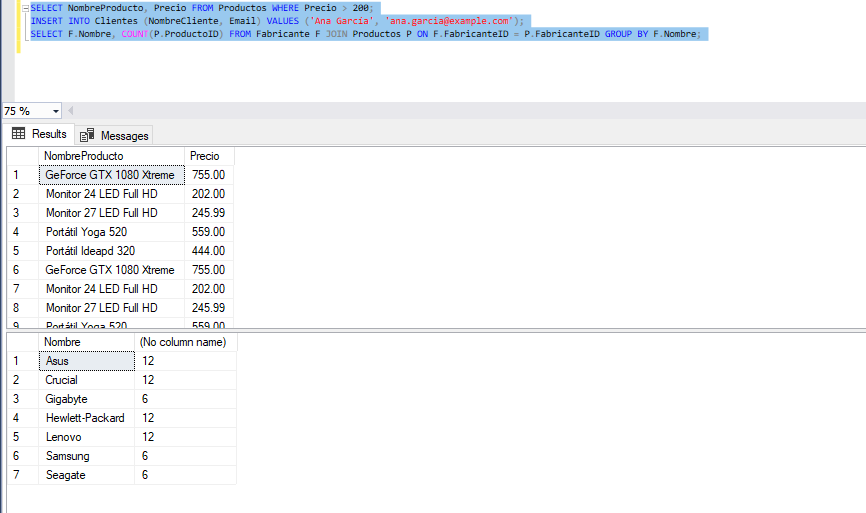 SELECT NombreProducto, Precio FROM Productos WHERE Precio > 200;
INSERT INTO Clientes (NombreCliente, Email) VALUES ('Ana García', 'ana.garcia@example.com');
SELECT F.Nombre, COUNT(P.ProductoID) FROM Fabricante F JOIN Productos P ON F.FabricanteID = P.FabricanteID GROUP BY F.Nombre;
75 %
Results Messages
NombreProducto Precio
1 GeForce GTX 1080 Xtreme 755.00
2 Monitor 24 LED Full HD 202.00
3 Monitor 27 LED Full HD 245.99
4 Portátil Yoga 520 559.00
5 Portátil Ideapd 320 444.00
6 GeForce GTX 1080 Xtreme 755.00
7 Monitor 24 LED Full HD 202.00
8 Monitor 27 LED Full HD 245.99
9 Portátil Yoga 520 559.00
Nombre (No column name)
1 Asus 12
2 Crucial 12
3 Gigabyte 6
4 Hewlett-Packard 12
5 Lenovo 12
6 Samsung 6
7 Seagate 6